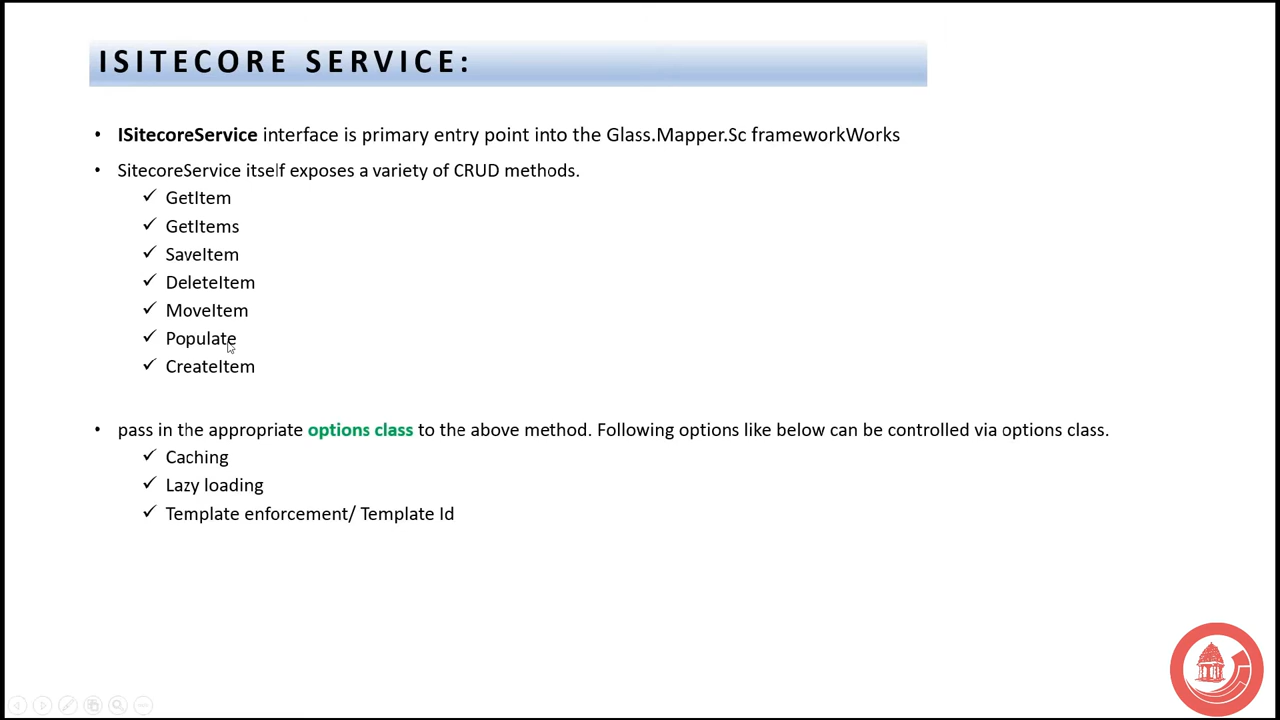 ISITECORE SERVICE:
• ISitecoreService interface is primary entry point into the Glass.Mapper.Sc frameworkWorks
• SitecoreService itself exposes a variety of CRUD methods.
✓ GetItem
✓ GetItems
✓ SaveItem
✓ DeleteItem
✓ MoveItem
✓ Populate
✓ CreateItem
• pass in the appropriate options class to the above method. Following options like below can be controlled via options class.
✓ Caching
✓ Lazy loading
✓ Template enforcement/ Template Id